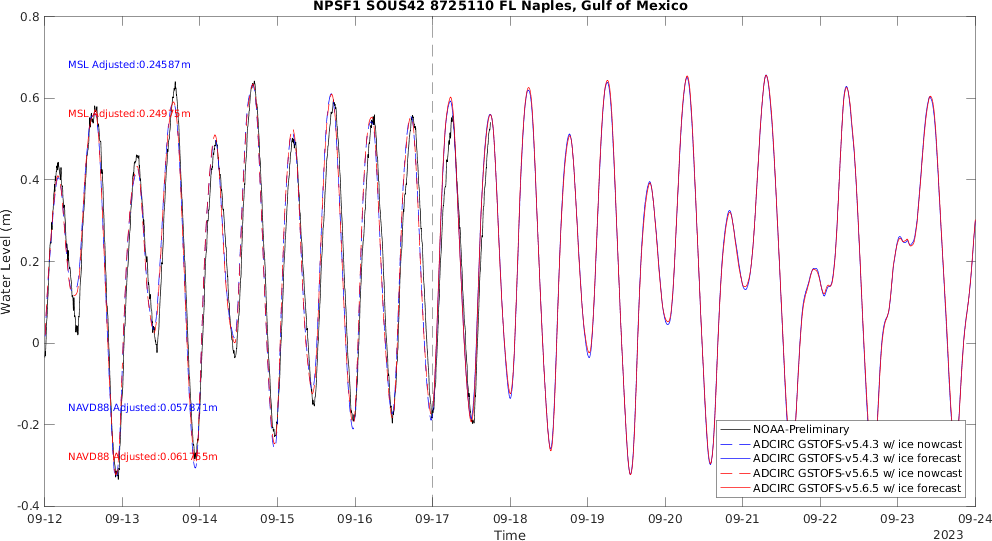 NPSF1 SOUS42 8725110 FL Naples, Gulf of Mexico
Water Level (m)
0.8
0.6
0.4
0.2
0
-0.2
-0.4
MSL Adjusted:0.24587m
MSL Adjusted:0.24975m
NAVD88 Adjusted:0.057871m
NAVD88 Adjusted:0.061755m
NOAA-Preliminary
ADCIRC GSTOFS-v5.4.3 w/ ice nowcast
ADCIRC GSTOFS-v5.4.3 w/ ice forecast
ADCIRC GSTOFS-v5.6.5 w/ ice nowcast
ADCIRC GSTOFS-v5.6.5 w/ ice forecast
09-12 09-13 09-14 09-15 09-16 09-17 09-18 09-19 09-20 09-21 09-22 09-23 09-24
Time
2023